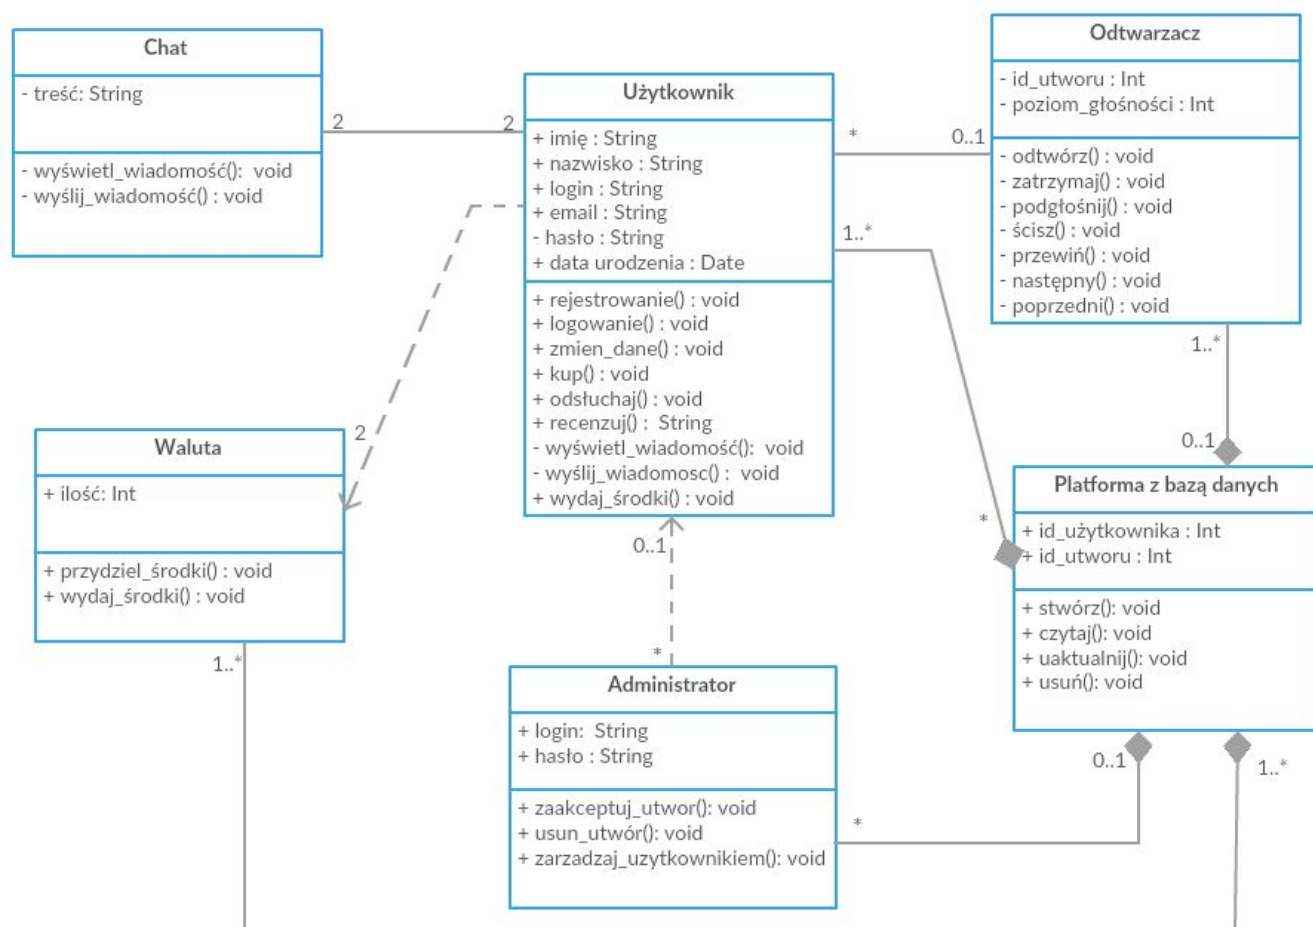 Chat
- treść: String
- wyświetl_wiadomość():  void
- wyślij_wiadomość() : void
2
2
Użytkownik
+ imię : String
+ nazwisko : String
+ login : String
+ email : String
- hasło : String
+ data urodzenia : Date
+ rejestrowanie() : void
+ logowanie() : void
+ zmien_dane() : void
+ kup() : void
+ odsłuchaj() : void
+ recenzuj() :  String
- wyświetl_wiadomość():  void
- wyślij_wiadomosc() :  void
+ wydaj_środki() : void
*
0..1
Odtwarzacz
- id_utworu : Int
- poziom_głośności : Int
- odtwórz() : void
- zatrzymaj() : void
- podgłośnij() : void
- ścisz() : void
- przewiń() : void
- następny() : void
- poprzedni() : void
1..*
1..*
0..1
*
2
Waluta
+ ilość: Int
+ przydziel_środki() : void
+ wydaj_środki() : void
1..*
0..1
*
Administrator
+ login:  String
+ hasło : String
+ zaakceptuj_utwor(): void
+ usun_utwór(): void
+ zarzadzaj_uzytkownikiem(): void
*
0..1
1..*
Platforma z bazą danych
+ id_użytkownika : Int
+ id_utworu : Int
+ stwórz(): void
+ czytaj(): void
+ uaktualnij(): void
+ usuń(): void